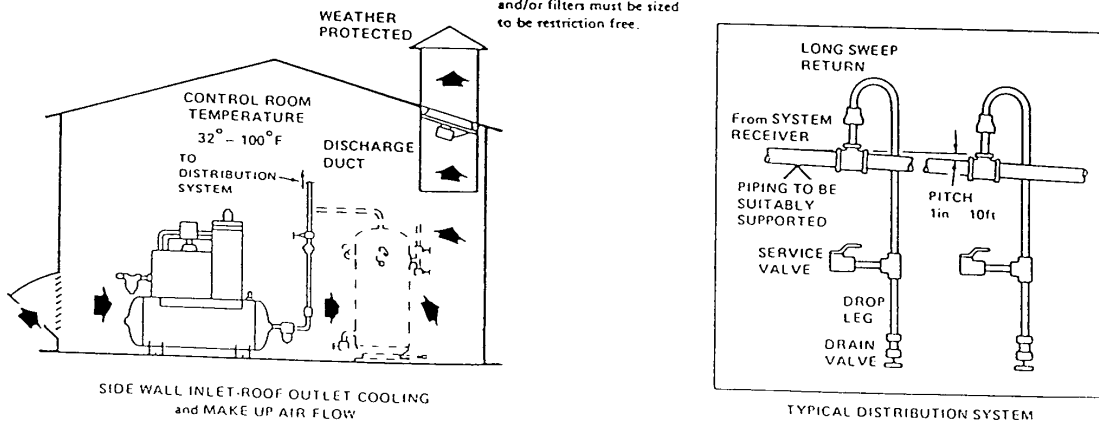 and/or filters must be sized
to be restriction free.
WEATHER
PROTECTED
CONTROL ROOM
TEMPERATURE
32° – 100°F
TO
DISTRIBUTION
SYSTEM
DISCHARGE
DUCT
SIDE WALL INLET-ROOF OUTLET COOLING
and MAKE UP AIR FLOW
LONG SWEEP
RETURN
From SYSTEM
RECEIVER
PIPING TO BE
SUITABLY
SUPPORTED
PITCH
1in 10ft
SERVICE
VALVE
DROP
LEG
DRAIN
VALVE
TYPICAL DISTRIBUTION SYSTEM